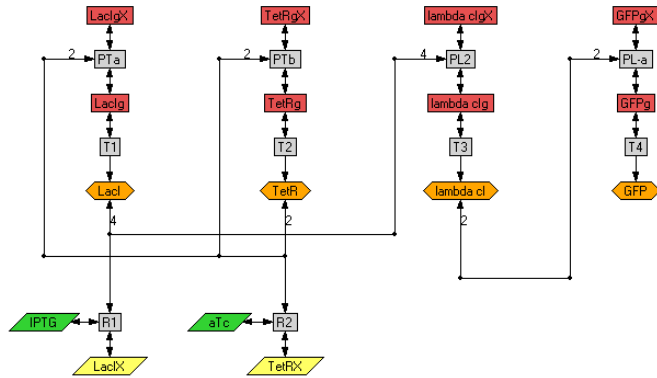 LacIgX TetRgX lambda cIgX GFPgX
2 PTa 2 PTb 4 PL2 2 PL-a
LacIg TetRg lambda cIg GFPg
T1 T2 T3 T4
LacI TetR lambda cI GFP
4 2 2
IPTG R1 aTc R2
LacIX TetRX